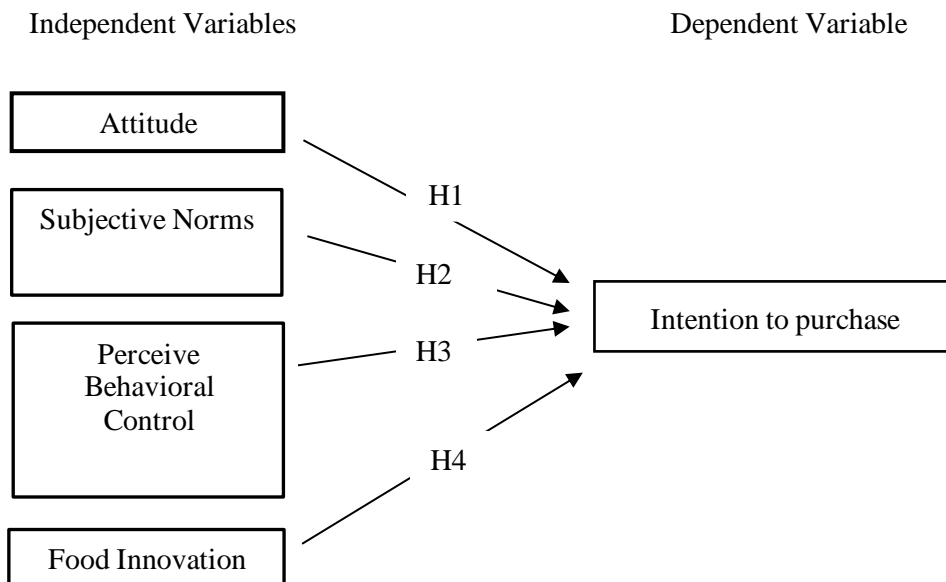 Independent Variables
Dependent Variable
Attitude
H1
Subjective Norms
H2
Intention to purchase
Perceive
Behavioral
Control
H3
H4
Food Innovation